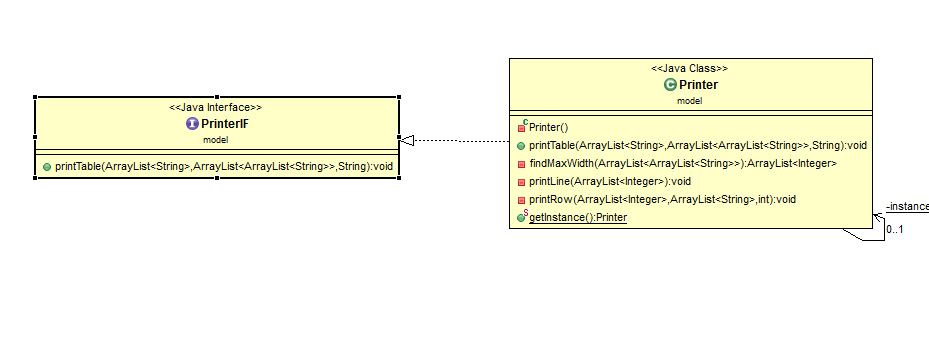 <<Java Interface>>
PrinterIF
model
printTable(ArrayList<String>,ArrayList<ArrayList<String>>,String):void
<<Java Class>>
Printer
model
Printer()
printTable(ArrayList<String>,ArrayList<ArrayList<String>>,String):void
findMaxWidth(ArrayList<ArrayList<String>>):ArrayList<Integer>
printLine(ArrayList<Integer>):void
printRow(ArrayList<Integer>,ArrayList<String>,int):void
getInstance():Printer
-instance
0..1